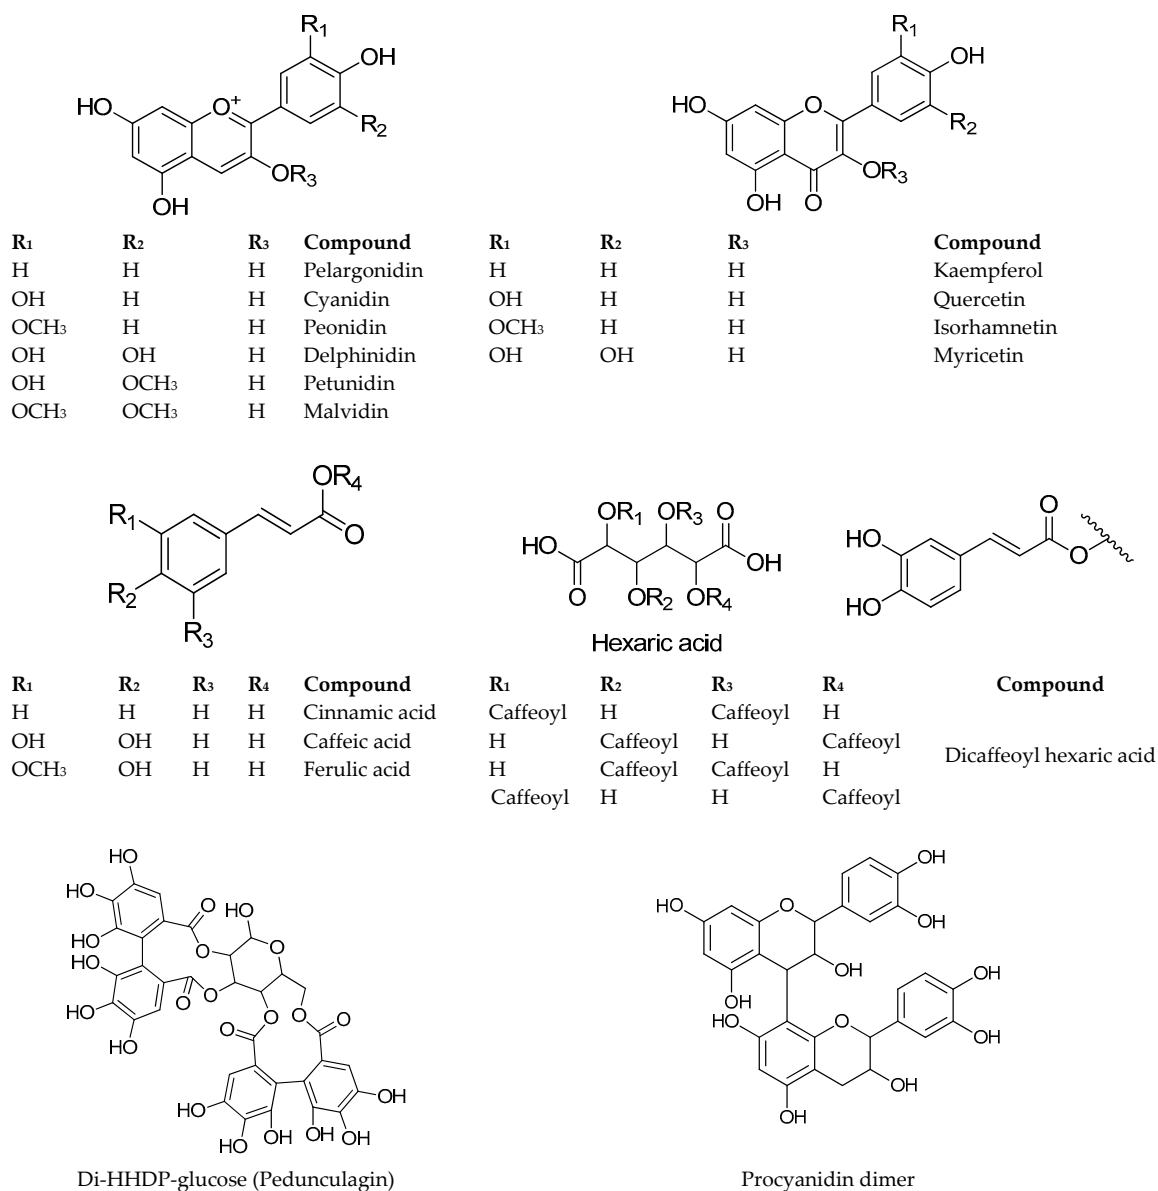 R1
OH
HO
O+
R2
OR3
OH
R1
OH
HO
O
R2
OR3
OH
O
R1 R2 R3 Compound
H H H Pelargonidin
OH H H Cyanidin
OCH3 H H Peonidin
OH OH H Delphinidin
OH OCH3 H Petunidin
OCH3 OCH3 H Malvidin
R1 R2 R3 Compound
H H H Kaempferol
OH H H Quercetin
OCH3 H H Isorhamnetin
OH OH H Myricetin
OR4
R1
O
R2
R3
OR1 OR3 O
HO
OH
O OR2 OR4
Hexaric acid
O
HO
O
HO
R1 R2 R3 R4 Compound
H H H H Cinnamic acid
OH OH H H Caffeic acid
OCH3 OH H H Ferulic acid
R1 R2 R3 R4 Compound
Caffeoyl H Caffeoyl H
H Caffeoyl H Caffeoyl
Dicaffeoyl hexaric acid
H Caffeoyl Caffeoyl H
Caffeoyl H H Caffeoyl
HO
HO
O
HO
HO
O
O
HO
O
HO
O
HO
O
O
HO
O
O
OH
HO
OH
HO
OH
OH
OH
Di-HHDP-glucose (Pedunculagin)
OH
HO
O
OH
OH
OH
OH
HO
O
OH
OH
OH
Procyanidin dimer